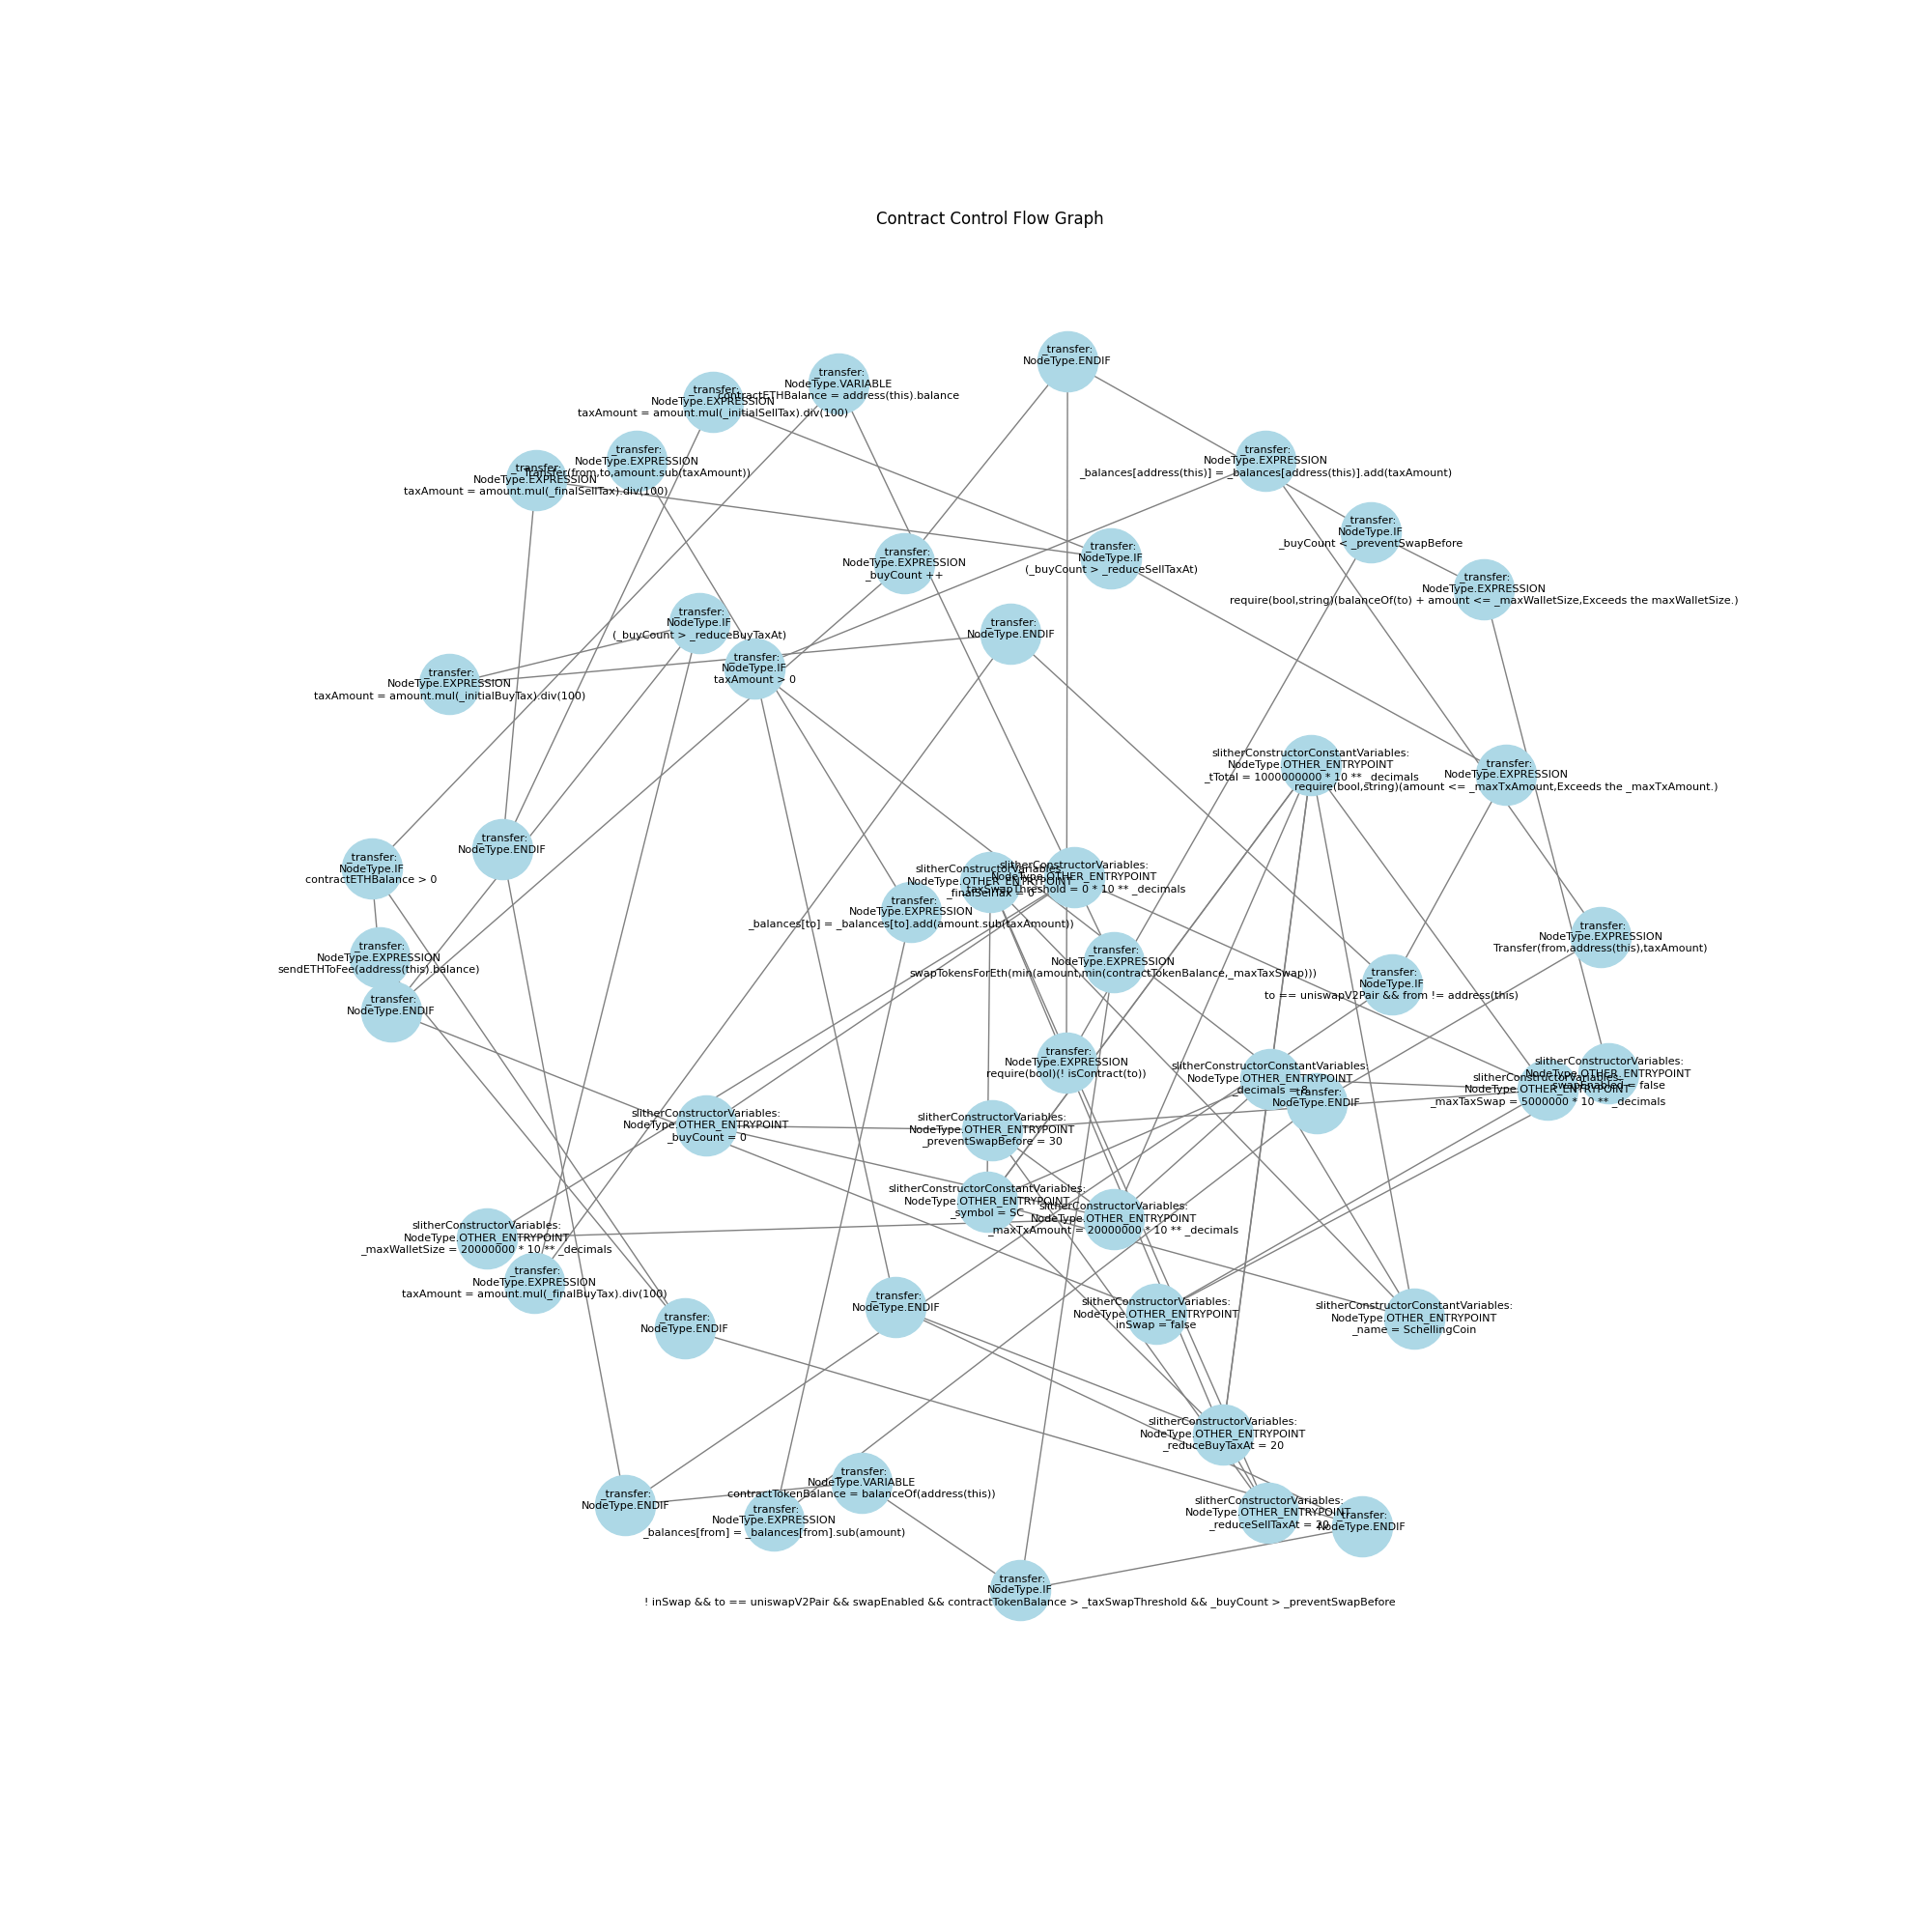 Contract Control Flow Graph
_transfer:
NodeType.ENDIF
_transfer:
NodeType.VARIABLE
contractETHBalance = address(this).balance
_transfer:
NodeType.EXPRESSION
taxAmount = amount.mul(_initialSellTax).div(100)
_transfer:
NodeType.EXPRESSION
Transfer(from,to,amount.sub(taxAmount))
_transfer:
NodeType.EXPRESSION
taxAmount = amount.mul(_finalSellTax).div(100)
_transfer:
NodeType.EXPRESSION
_balances[address(this)] = _balances[address(this)].add(taxAmount)
_transfer:
NodeType.IF
_buyCount < _preventSwapBefore
_transfer:
NodeType.EXPRESSION
_buyCount ++
_transfer:
NodeType.IF
(_buyCount > _reduceSellTaxAt)
_transfer:
NodeType.EXPRESSION
require(bool,string)(balanceOf(to) + amount <= _maxWalletSize,Exceeds the maxWalletSize.)
_transfer:
NodeType.IF
(_buyCount > _reduceBuyTaxAt)
_transfer:
NodeType.ENDIF
_transfer:
NodeType.IF
taxAmount > 0
_transfer:
NodeType.EXPRESSION
taxAmount = amount.mul(_initialBuyTax).div(100)
slitherConstructorConstantVariables:
NodeType.OTHER_ENTRYPOINT
_tTotal = 1000000000 * 10 ** _decimals
_transfer:
NodeType.EXPRESSION
require(bool,string)(amount <= _maxTxAmount,Exceeds the _maxTxAmount.)
_transfer:
NodeType.ENDIF
_transfer:
NodeType.IF
contractETHBalance > 0
slitherConstructorVariables:
NodeType.OTHER_ENTRYPOINT
_finalSellTax = 0
slitherConstructorVariables:
NodeType.OTHER_ENTRYPOINT
_taxSwapThreshold = 0 * 10 ** _decimals
_transfer:
NodeType.EXPRESSION
_balances[to] = _balances[to].add(amount.sub(taxAmount))
_transfer:
NodeType.EXPRESSION
Transfer(from,address(this),taxAmount)
_transfer:
NodeType.EXPRESSION
sendETHToFee(address(this).balance)
_transfer:
NodeType.EXPRESSION
swapTokensForEth(min(amount,min(contractTokenBalance,_maxTaxSwap)))
_transfer:
NodeType.IF
to == uniswapV2Pair && from != address(this)
_transfer:
NodeType.ENDIF
_transfer:
NodeType.EXPRESSION
require(bool)(! isContract(to))
slitherConstructorConstantVariables:
NodeType.OTHER_ENTRYPOINT
_decimals = 8
_transfer:
NodeType.ENDIF
slitherConstructorVariables:
NodeType.OTHER_ENTRYPOINT
swapEnabled = false
slitherConstructorVariables:
NodeType.OTHER_ENTRYPOINT
_maxTaxSwap = 5000000 * 10 ** _decimals
slitherConstructorVariables:
NodeType.OTHER_ENTRYPOINT
_buyCount = 0
slitherConstructorVariables:
NodeType.OTHER_ENTRYPOINT
_preventSwapBefore = 30
slitherConstructorConstantVariables:
NodeType.OTHER_ENTRYPOINT
_symbol = SC
slitherConstructorVariables:
NodeType.OTHER_ENTRYPOINT
_maxTxAmount = 20000000 * 10 ** _decimals
slitherConstructorVariables:
NodeType.OTHER_ENTRYPOINT
_maxWalletSize = 20000000 * 10 ** _decimals
_transfer:
NodeType.EXPRESSION
taxAmount = amount.mul(_finalBuyTax).div(100)
_transfer:
NodeType.ENDIF
_transfer:
NodeType.ENDIF
slitherConstructorVariables:
NodeType.OTHER_ENTRYPOINT
inSwap = false
slitherConstructorConstantVariables:
NodeType.OTHER_ENTRYPOINT
_name = SchellingCoin
slitherConstructorVariables:
NodeType.OTHER_ENTRYPOINT
_reduceBuyTaxAt = 20
_transfer:
NodeType.VARIABLE
contractTokenBalance = balanceOf(address(this))
_transfer:
NodeType.ENDIF
_transfer:
NodeType.EXPRESSION
_balances[from] = _balances[from].sub(amount)
slitherConstructorVariables:
NodeType.OTHER_ENTRYPOINT
_reduceSellTaxAt = 20
_transfer:
NodeType.ENDIF
_transfer:
NodeType.IF
! inSwap && to == uniswapV2Pair && swapEnabled && contractTokenBalance > _taxSwapThreshold && _buyCount > _preventSwapBefore